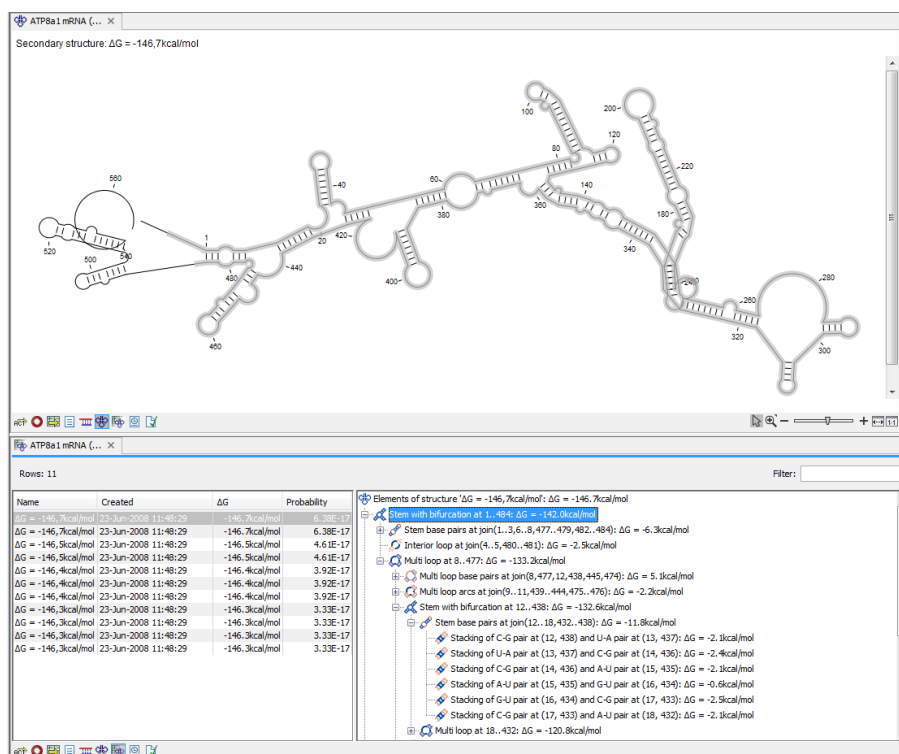 ATP8a1 mRNA (...
Secondary structure: ΔG = -146,7kcal/mol
100
200
120
80
220
560
40
60
140
180
380
360
1
20
420
340
520
500
540
480
440
400
260
280
460
320
300
1:1
ATP8a1 mRNA (...
Rows: 11
Filter:
Name Created ΔG Probability
ΔG = -146,7kcal/mol 23-Jun-2008 11:48:29 -146.7kcal/mol 6.38E-17
ΔG = -146,7kcal/mol 23-Jun-2008 11:48:29 -146.7kcal/mol 6.38E-17
ΔG = -146,5kcal/mol 23-Jun-2008 11:48:29 -146.5kcal/mol 4.61E-17
ΔG = -146,5kcal/mol 23-Jun-2008 11:48:29 -146.5kcal/mol 4.61E-17
ΔG = -146,4kcal/mol 23-Jun-2008 11:48:29 -146.4kcal/mol 3.92E-17
ΔG = -146,4kcal/mol 23-Jun-2008 11:48:29 -146.4kcal/mol 3.92E-17
ΔG = -146,4kcal/mol 23-Jun-2008 11:48:29 -146.4kcal/mol 3.92E-17
ΔG = -146,3kcal/mol 23-Jun-2008 11:48:29 -146.3kcal/mol 3.33E-17
ΔG = -146,3kcal/mol 23-Jun-2008 11:48:29 -146.3kcal/mol 3.33E-17
ΔG = -146,3kcal/mol 23-Jun-2008 11:48:29 -146.3kcal/mol 3.33E-17
ΔG = -146,3kcal/mol 23-Jun-2008 11:48:29 -146.3kcal/mol 3.33E-17
Elements of structure 'ΔG = -146,7kcal/mol': ΔG = -146.7kcal/mol
Stem with bifurcation at 1..484: ΔG = -142.0kcal/mol
Stem base pairs at join(1..3,6..8,477..479,482..484): ΔG = -6.3kcal/mol
Interior loop at join(4..5,480..481): ΔG = -2.5kcal/mol
Multi loop at 8..477: ΔG = -133.2kcal/mol
Multi loop base pairs at join(8,477,12,438,445,474): ΔG = 5.1kcal/mol
Multi loop arcs at join(9..11,439..444,475..476): ΔG = -2.2kcal/mol
Stem with bifurcation at 12..438: ΔG = -132.6kcal/mol
Stem base pairs at join(12..18,432..438): ΔG = -11.8kcal/mol
Stacking of C-G pair at (12, 438) and U-A pair at (13, 437): ΔG = -2.1kcal/mol
Stacking of U-A pair at (13, 437) and C-G pair at (14, 436): ΔG = -2.4kcal/mol
Stacking of C-G pair at (14, 436) and A-U pair at (15, 435): ΔG = -2.1kcal/mol
Stacking of A-U pair at (15, 435) and G-U pair at (16, 434): ΔG = -0.6kcal/mol
Stacking of G-U pair at (16, 434) and C-G pair at (17, 433): ΔG = -2.5kcal/mol
Stacking of C-G pair at (17, 433) and A-U pair at (18, 432): ΔG = -2.1kcal/mol
Multi loop at 18..432: ΔG = -120.8kcal/mol